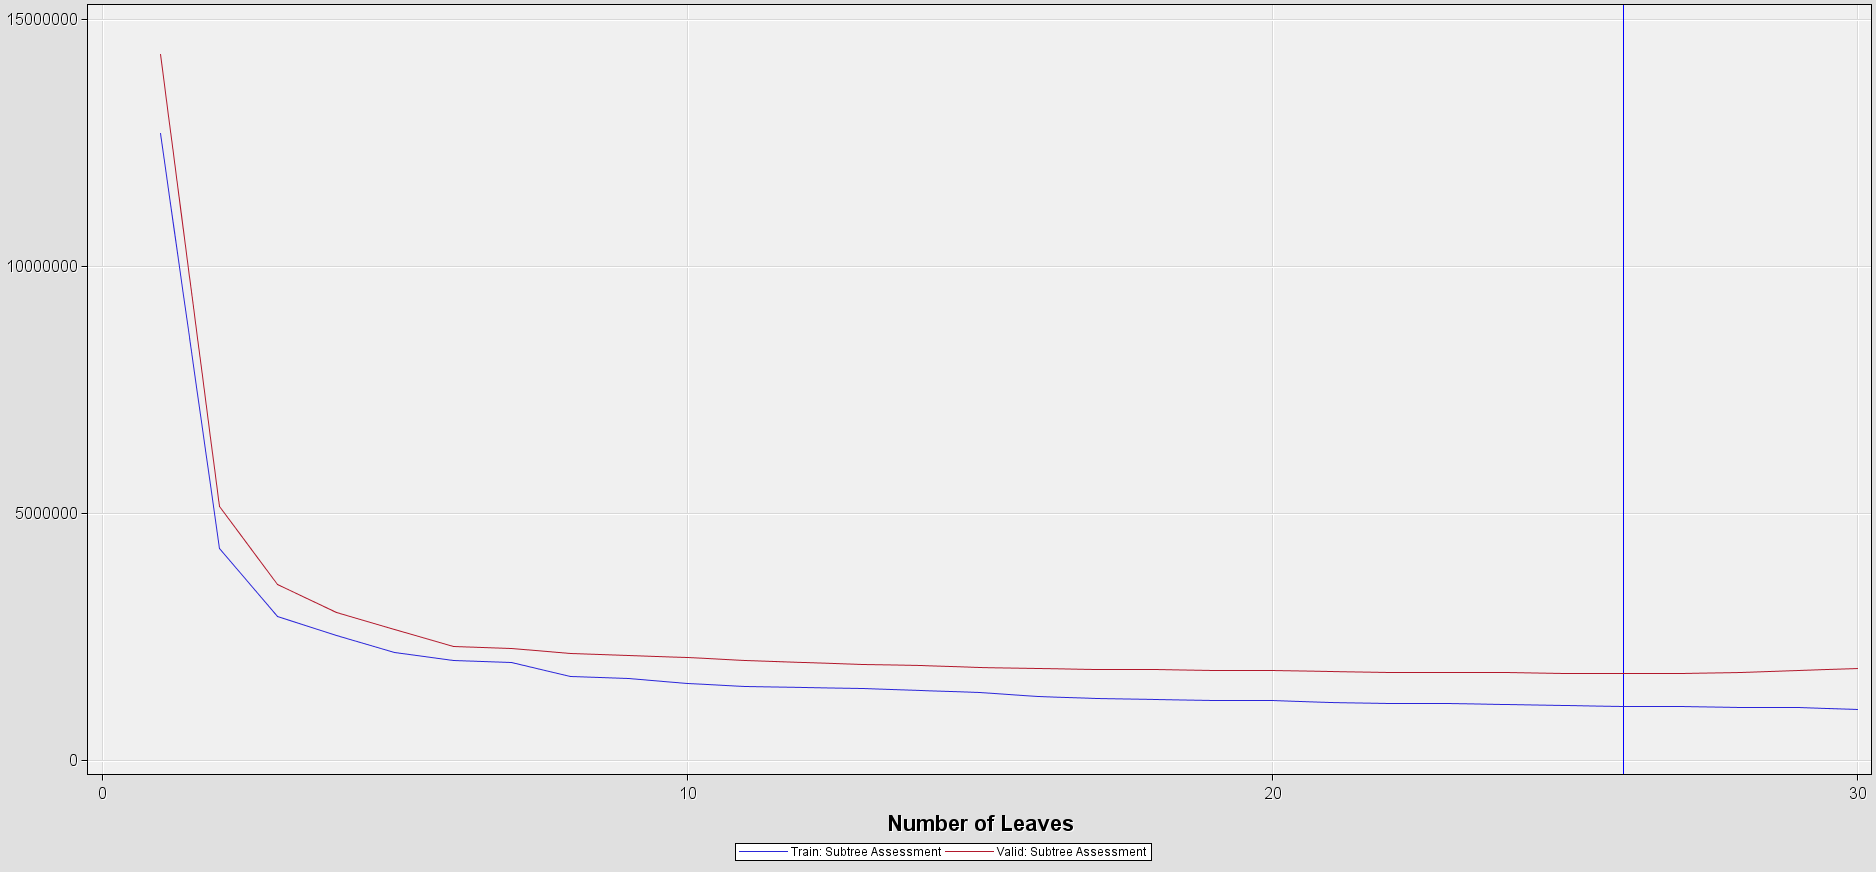 15000000
10000000
5000000
0
0 10 20 30
Number of Leaves
Train: Subtree Assessment Valid: Subtree Assessment